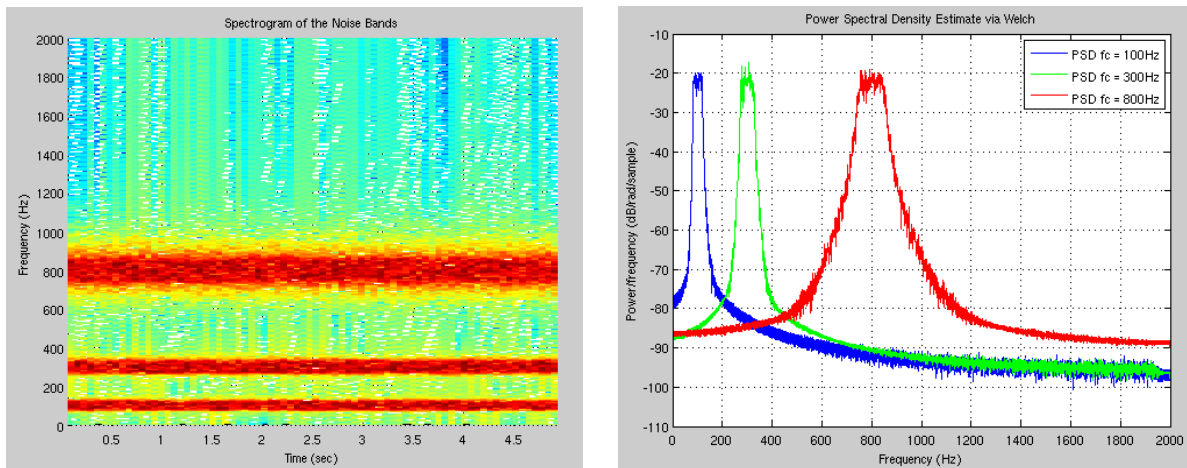 Spectrogram of the Noise Bands
2000
1800
1600
1400
1200
1000
800
600
400
200
0
0.5 1 1.5 2 2.5 3 3.5 4 4.5
Frequency (Hz)
Time (sec)
Power Spectral Density Estimate via Welch
-10
-20
-30
-40
-50
-60
-70
-80
-90
-100
-110
0 200 400 600 800 1000 1200 1400 1600 1800 2000
Power/frequency (dB/rad/sample)
Frequency (Hz)
PSD fc = 100Hz
PSD fc = 300Hz
PSD fc = 800Hz